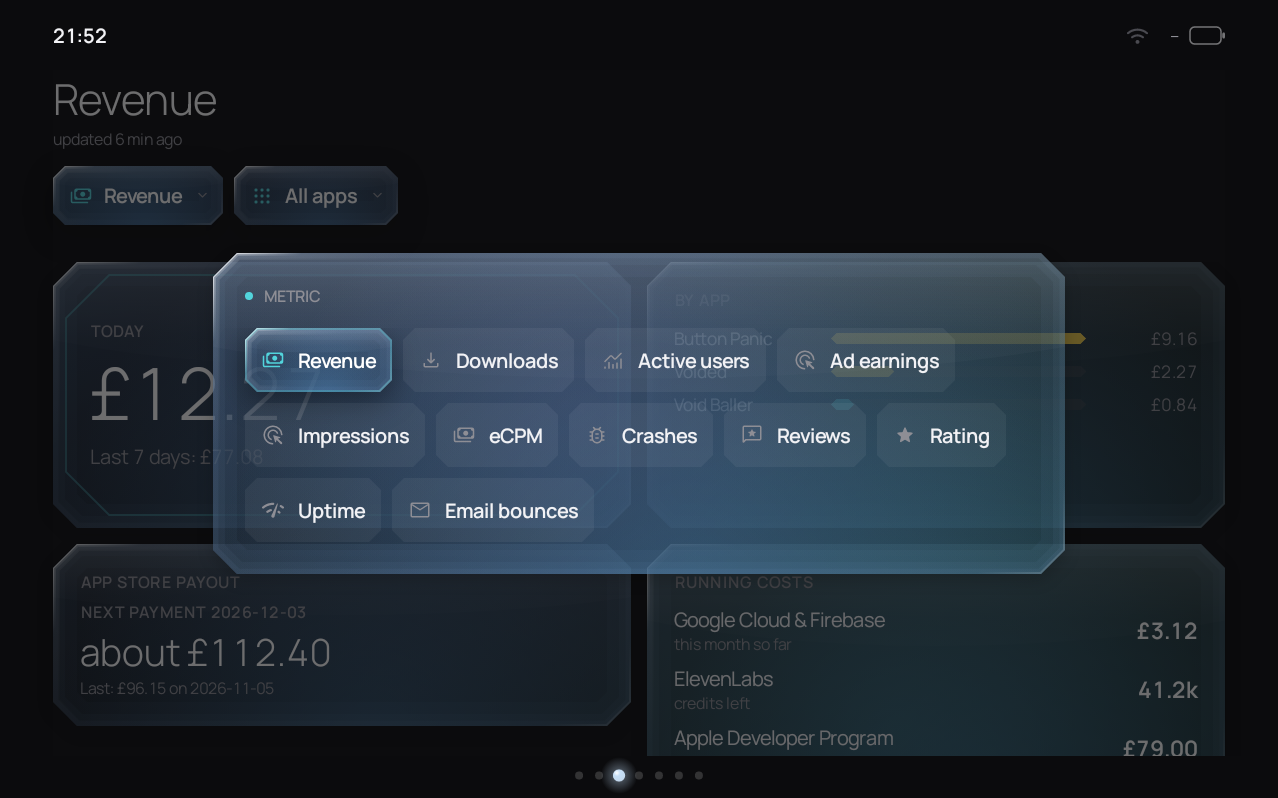 21:52
–
Revenue
updated 6 min ago
Revenue
All apps
METRIC
Revenue
Downloads
Active users
Ad earnings
Impressions
eCPM
Crashes
Reviews
Rating
Uptime
Email bounces
TODAY
£12.27
Last 7 days: £77.08
BY APP
Button Panic £9.16
Voided £2.27
Void Baller £0.84
APP STORE PAYOUT
NEXT PAYMENT 2026-12-03
about £112.40
Last: £96.15 on 2026-11-05
RUNNING COSTS
Google Cloud & Firebase £3.12
this month so far
ElevenLabs 41.2k
credits left
Apple Developer Program £79.00